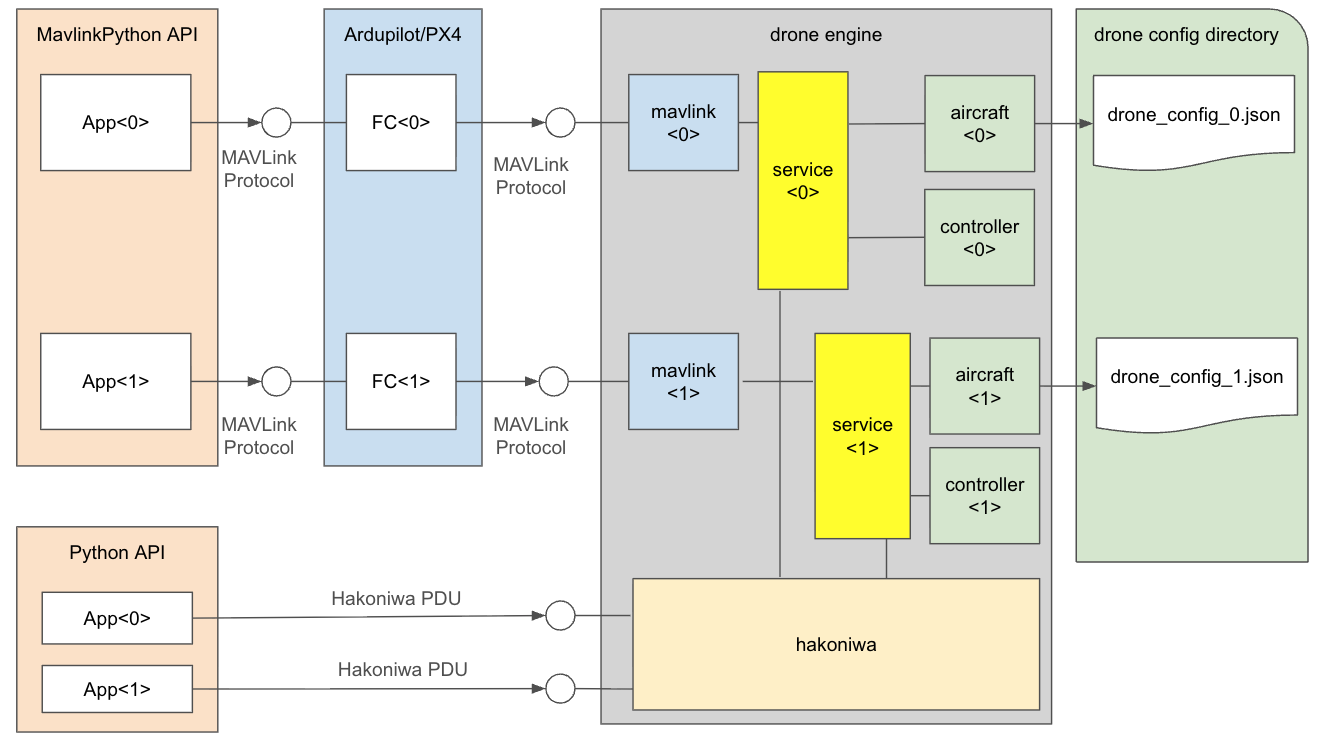 MavlinkPython API
Ardupilot/PX4
drone engine
drone config directory
App<0>
MAVLink
Protocol
FC<0>
MAVLink
Protocol
mavlink
<0>
service
<0>
aircraft
<0>
drone_config_0.json
controller
<0>
App<1>
MAVLink
Protocol
FC<1>
MAVLink
Protocol
mavlink
<1>
service
<1>
aircraft
<1>
drone_config_1.json
controller
<1>
Python API
App<0>
Hakoniwa PDU
App<1>
Hakoniwa PDU
hakoniwa